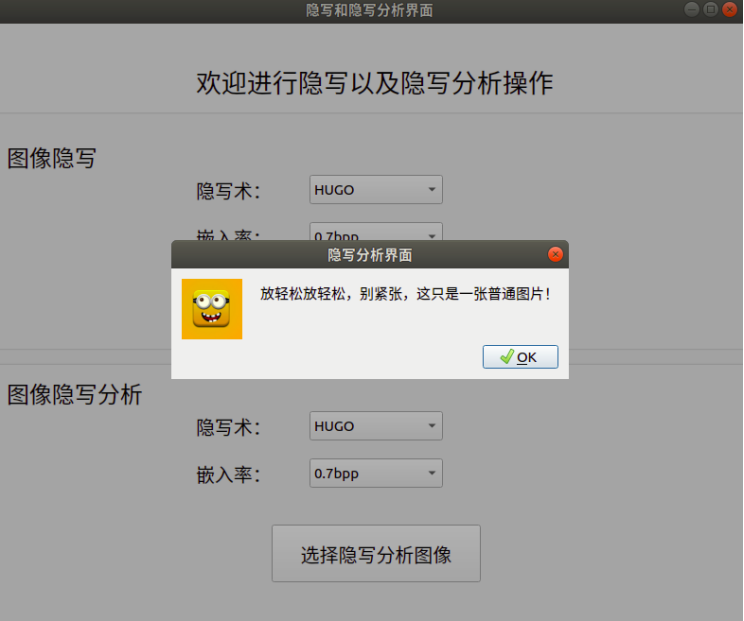 隐写和隐写分析界面
欢迎进行隐写以及隐写分析操作
图像隐写
隐写术： HUGO
嵌入率： 0.7bpp
隐写分析界面
放轻松放轻松，别紧张，这只是一张普通图片！
OK
图像隐写分析
隐写术： HUGO
嵌入率： 0.7bpp
选择隐写分析图像